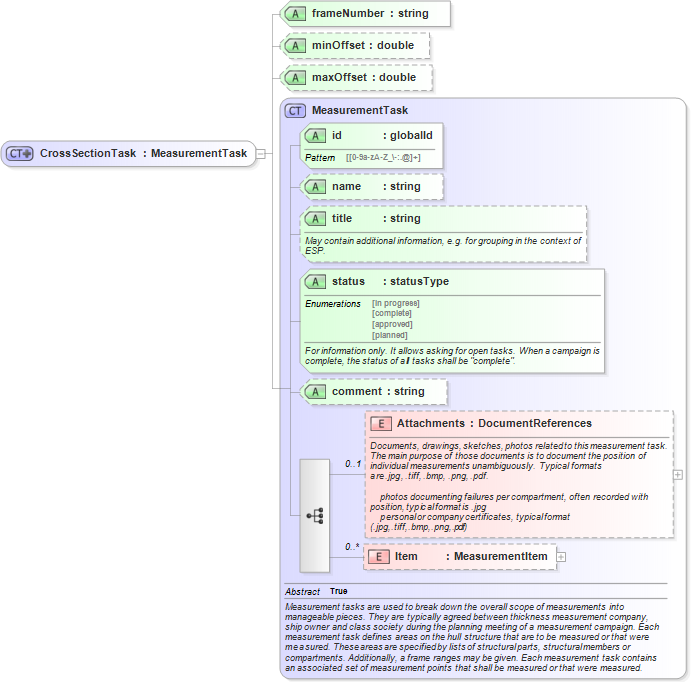 A frameNumber : string
A minOffset : double
A maxOffset : double
CT MeasurementTask
CT CrossSectionTask : MeasurementTask
A id : globalId
Pattern [[0-9a-zA-Z_\-:.@]+]
A name : string
A title : string
May contain additional information, e.g. for grouping in the context of
ESP.
A status : statusType
Enumerations [in progress]
[complete]
[approved]
[planned]
For information only. It allows asking for open tasks. When a campaign is
complete, the status of all tasks shall be "complete".
A comment : string
E Attachments : DocumentReferences
Documents, drawings, sketches, photos related to this measurement task.
The main purpose of those documents is to document the position of
individual measurements unambiguously. Typical formats
are .jpg, .tiff, .bmp, .png, .pdf.
0..1
photos documenting failures per compartment, often recorded with
position, typical format is .jpg
personal or company certificates, typical format
(.jpg, .tiff, .bmp, .png, .pdf)
0..*
E Item : MeasurementItem
Abstract True
Measurement tasks are used to break down the overall scope of measurements into
manageable pieces. They are typically agreed between thickness measurement company,
ship owner and class society during the planning meeting of a measurement campaign. Each
measurement task defines areas on the hull structure that are to be measured or that were
measured. These areas are specified by lists of structural parts, structural members or
compartments. Additionally, a frame ranges may be given. Each measurement task contains
an associated set of measurement points that shall be measured or that were measured.